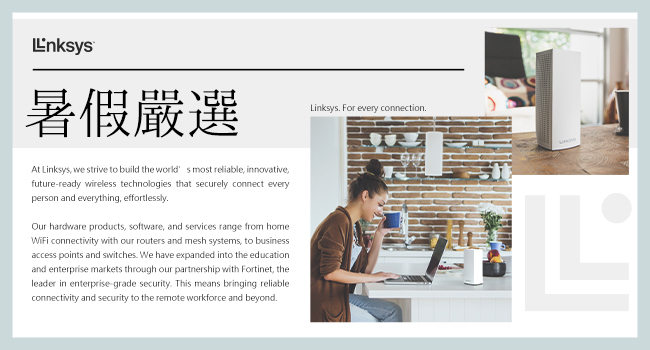 Linksys
暑假嚴選
Linksys. For every connection.
At Linksys, we strive to build the world’s most reliable, innovative,
future-ready wireless technologies that securely connect every
person and everything, effortlessly.
Our hardware products, software, and services range from home
WiFi connectivity with our routers and mesh systems, to business
access points and switches. We have expanded into the education
and enterprise markets through our partnership with Fortinet, the
leader in enterprise-grade security. This means bringing reliable
connectivity and security to the remote workforce and beyond.